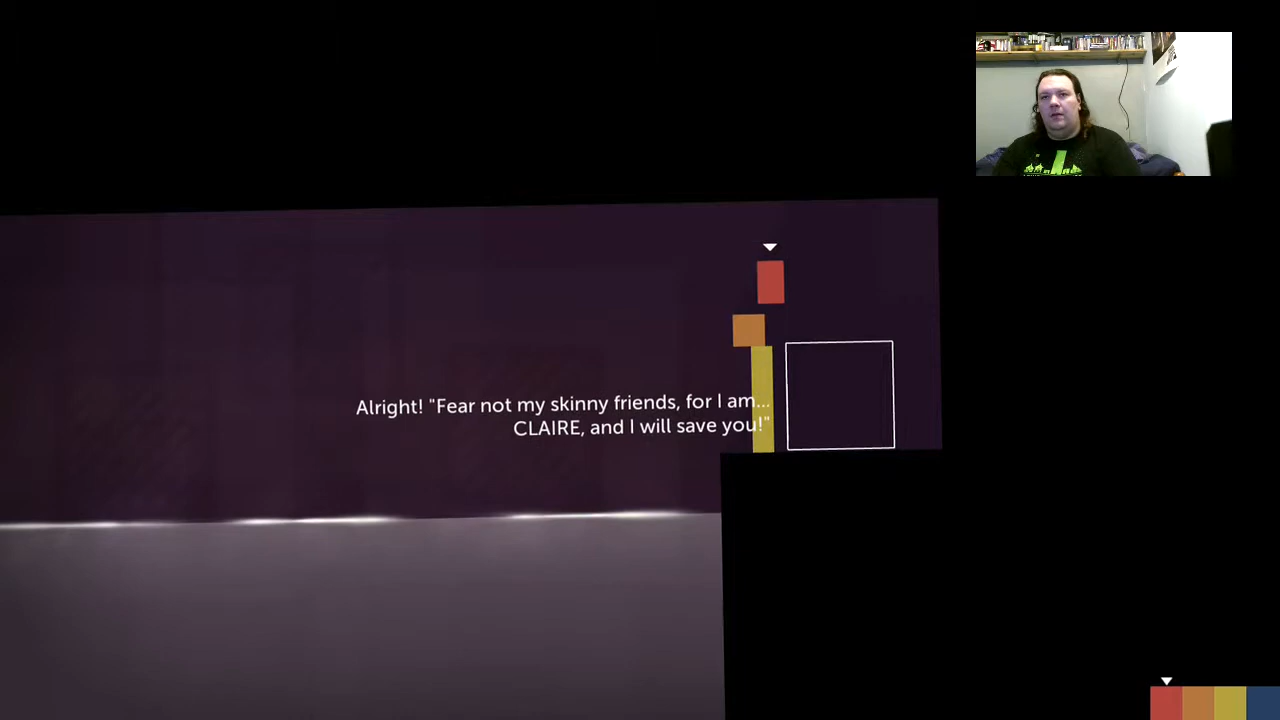 Alright! "Fear not my skinny friends, for I am...
CLAIRE, and I will save you!"